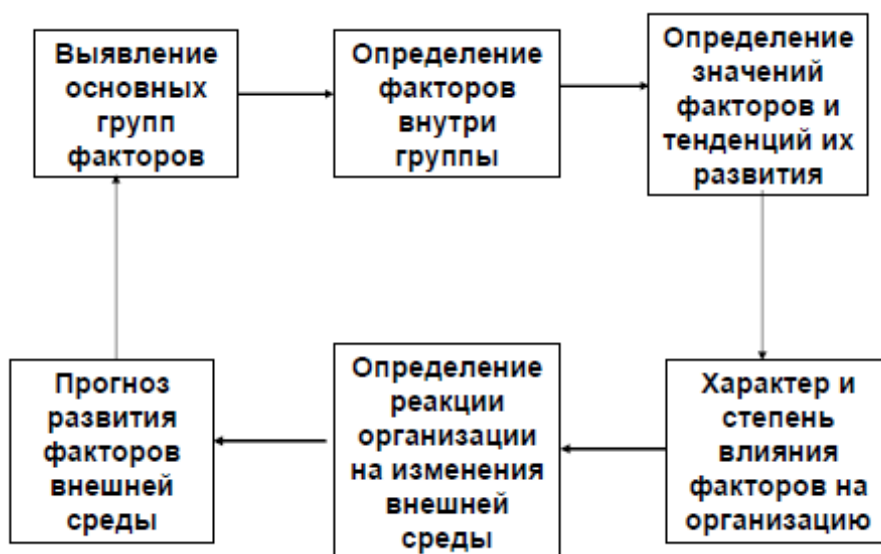 Выявление
основных
групп
факторов
Определение
факторов
внутри
группы
Определение
значений
факторов и
тенденций их
развития
Характер и
степень
влияния
факторов на
организацию
Определение
реакции
организации
на изменения
внешней
среды
Прогноз
развития
факторов
внешней
среды